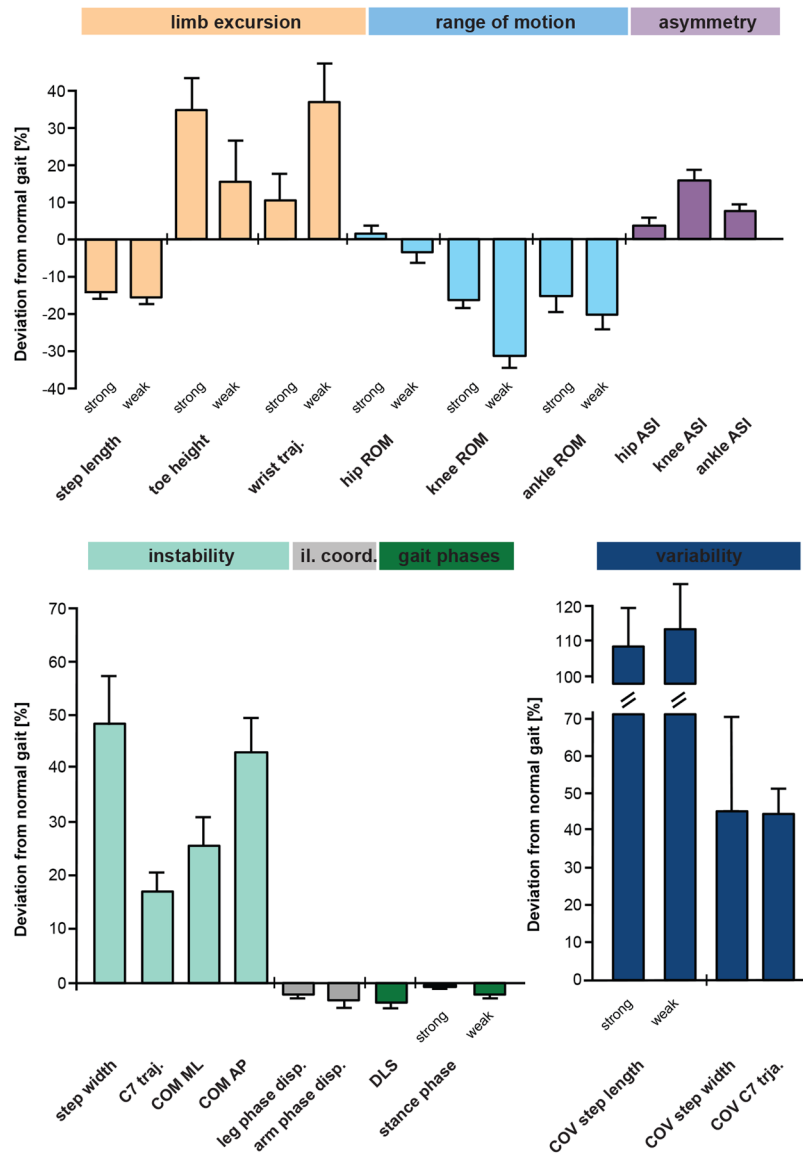 limb excursion range of motion asymmetry
Deviation from normal gait [%]
40
30
20
10
0
-10
-20
-30
-40
strong weak strong weak strong weak strong weak strong weak strong weak
step length toe height wrist traj. hip ROM knee ROM ankle ROM hip ASI knee ASI ankle ASI
instability il. coord. gait phases
Deviation from normal gait [%]
70
60
50
40
30
20
10
0
strong weak
step width C7 traj. COM ML COM AP leg phase disp. arm phase disp. DLS stance phase
variability
Deviation from normal gait [%]
120
110
100
70
60
50
40
30
20
10
0
strong weak
COV step length COV step width COV C7 trja.